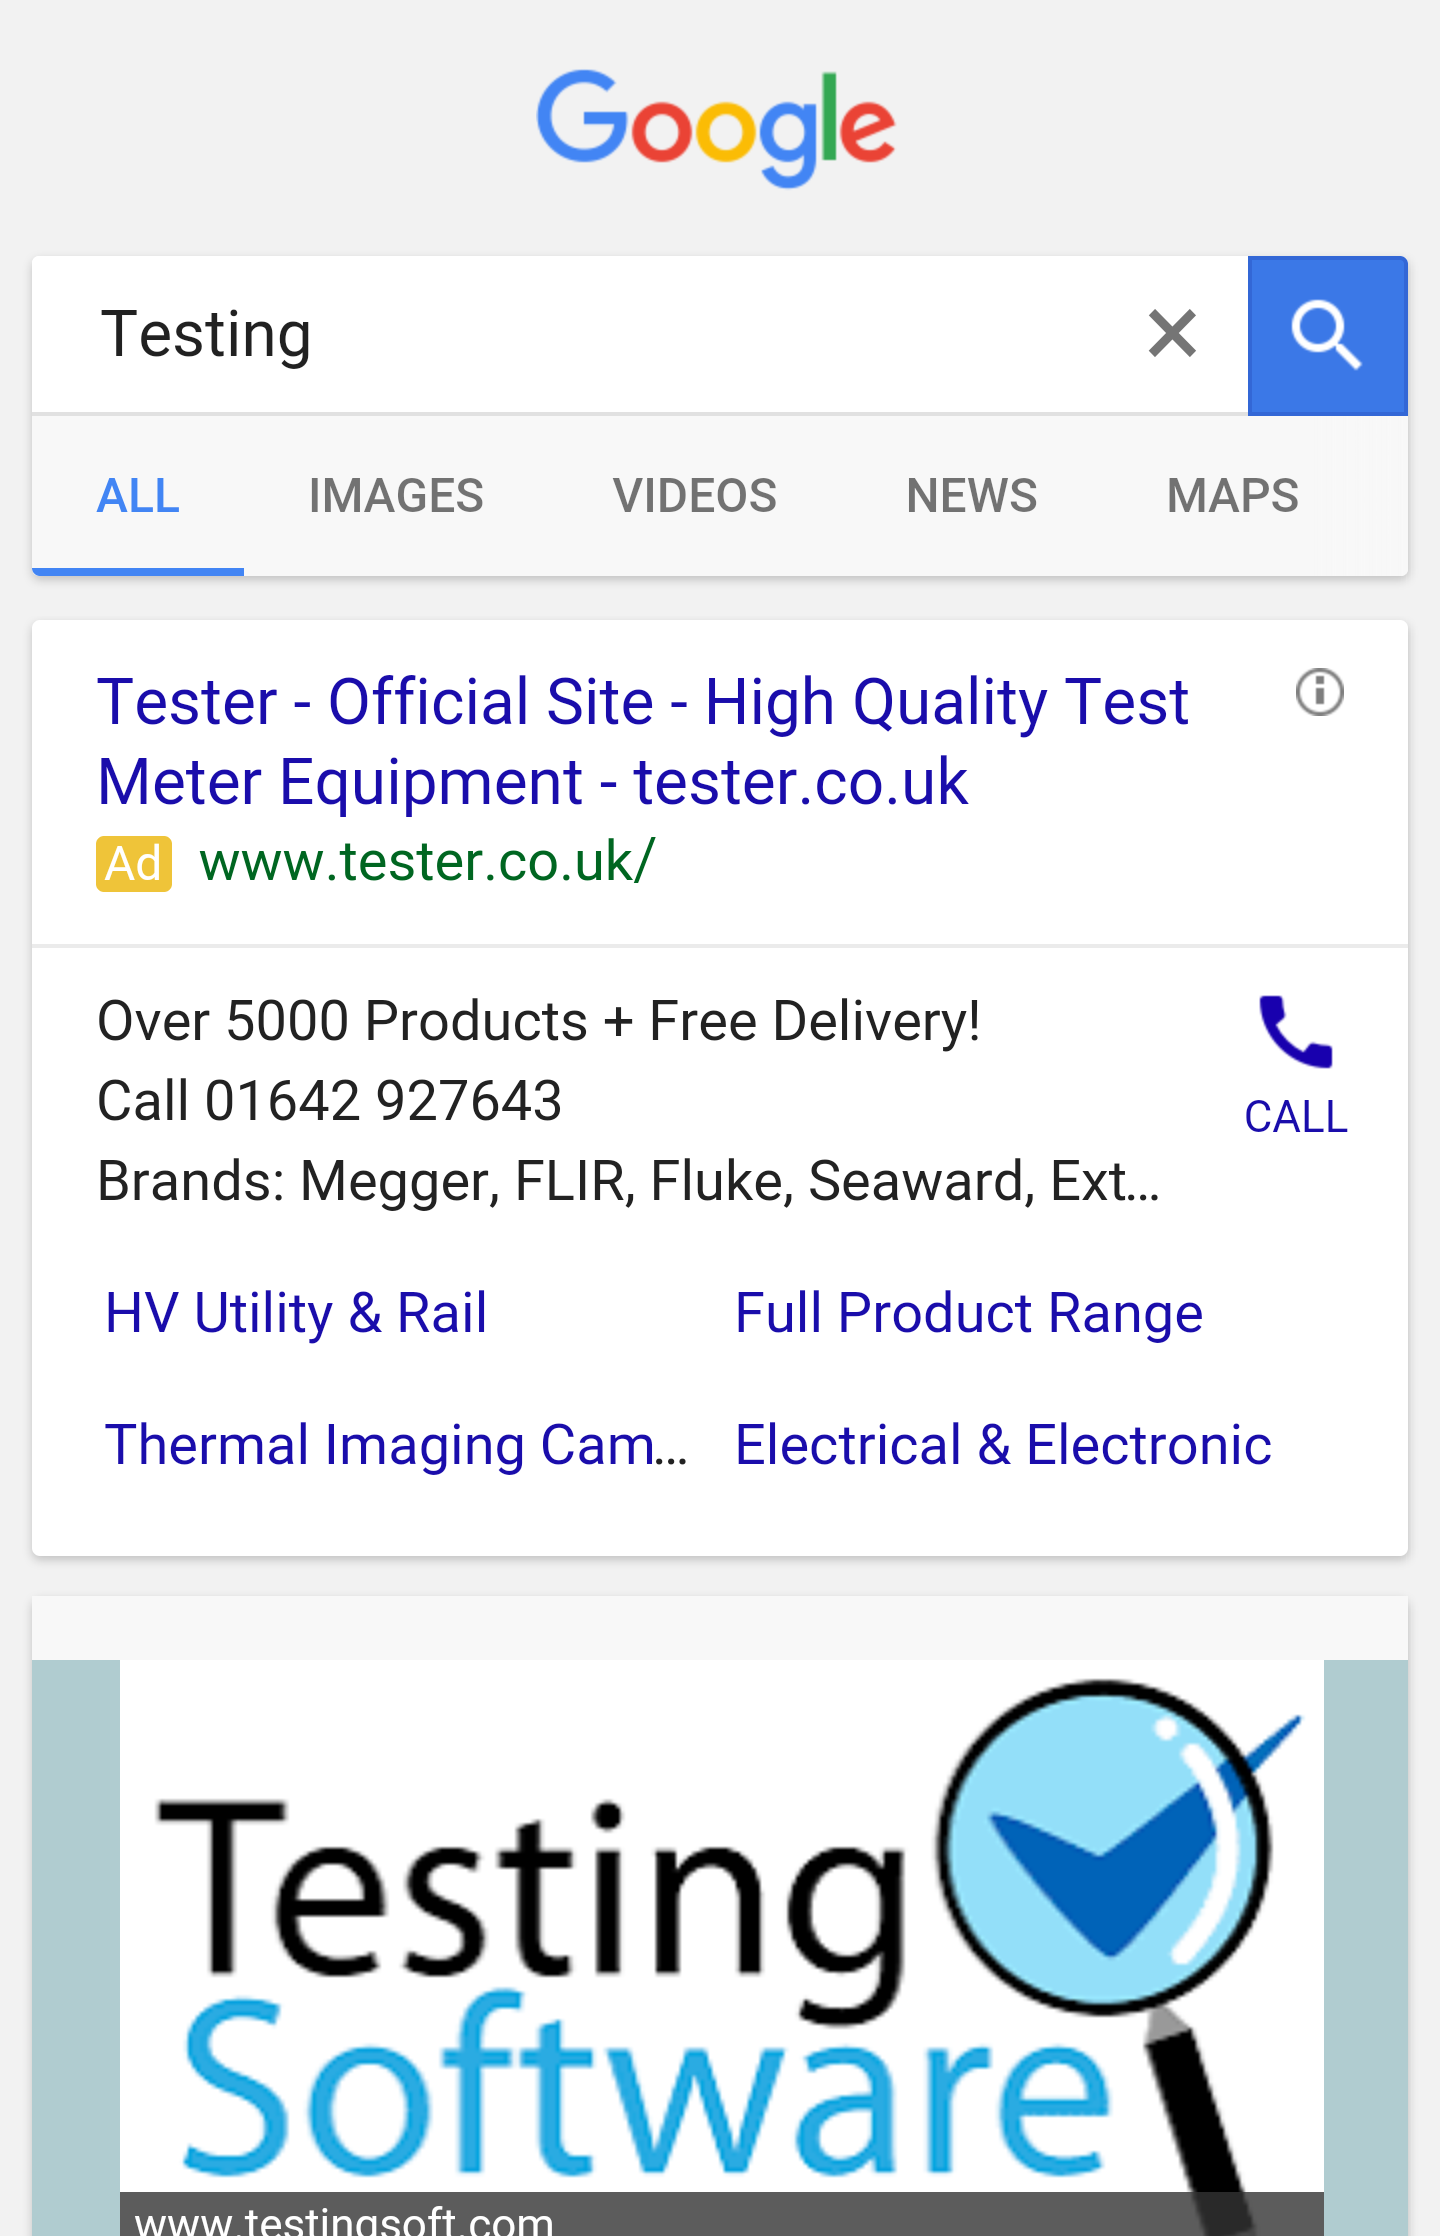 Google
Testing
ALL IMAGES VIDEOS NEWS MAPS
Tester - Official Site - High Quality Test
Meter Equipment - tester.co.uk
Ad www.tester.co.uk/
Over 5000 Products + Free Delivery!
Call 01642 927643
CALL
Brands: Megger, FLIR, Fluke, Seaward, Ext...
HV Utility & Rail Full Product Range
Thermal Imaging Cam... Electrical & Electronic
Testing
Software
www.testingsoft.com